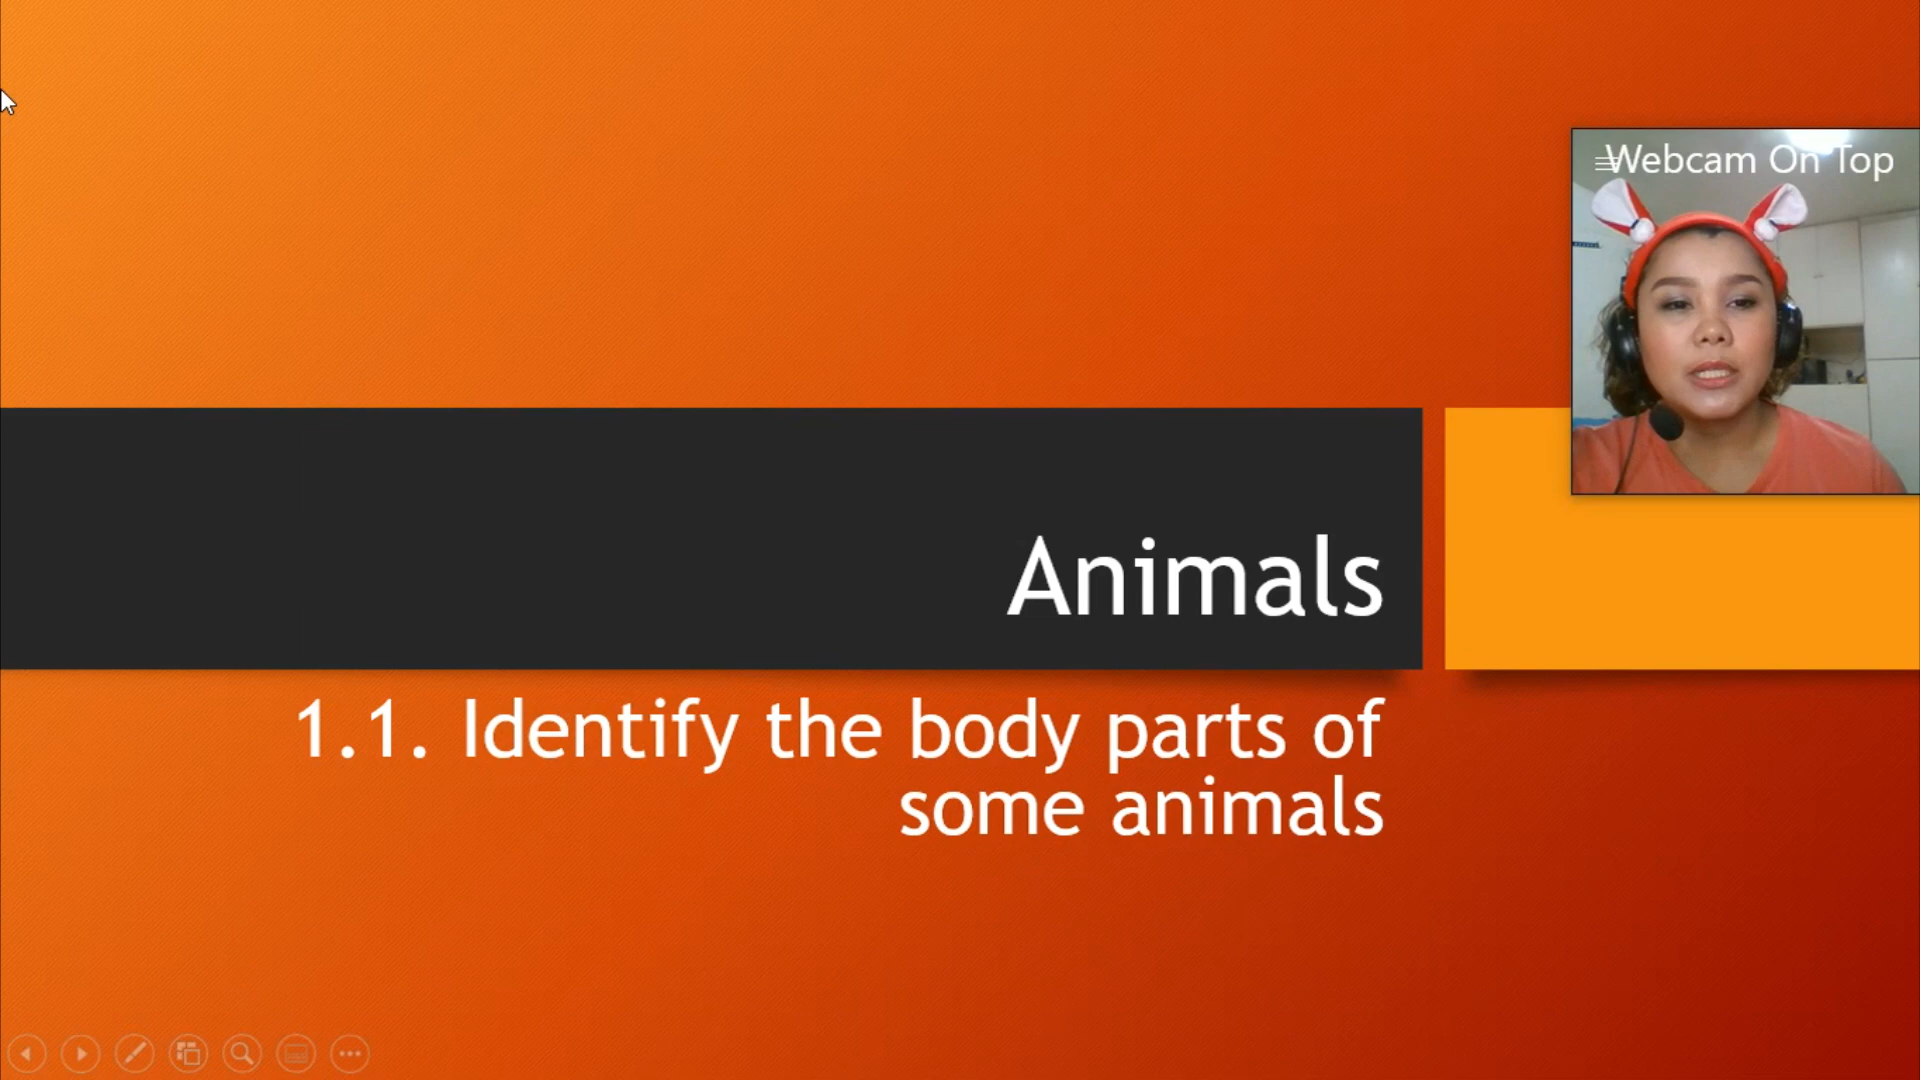 Webcam On Top
Animals
1.1. Identify the body parts of
some animals